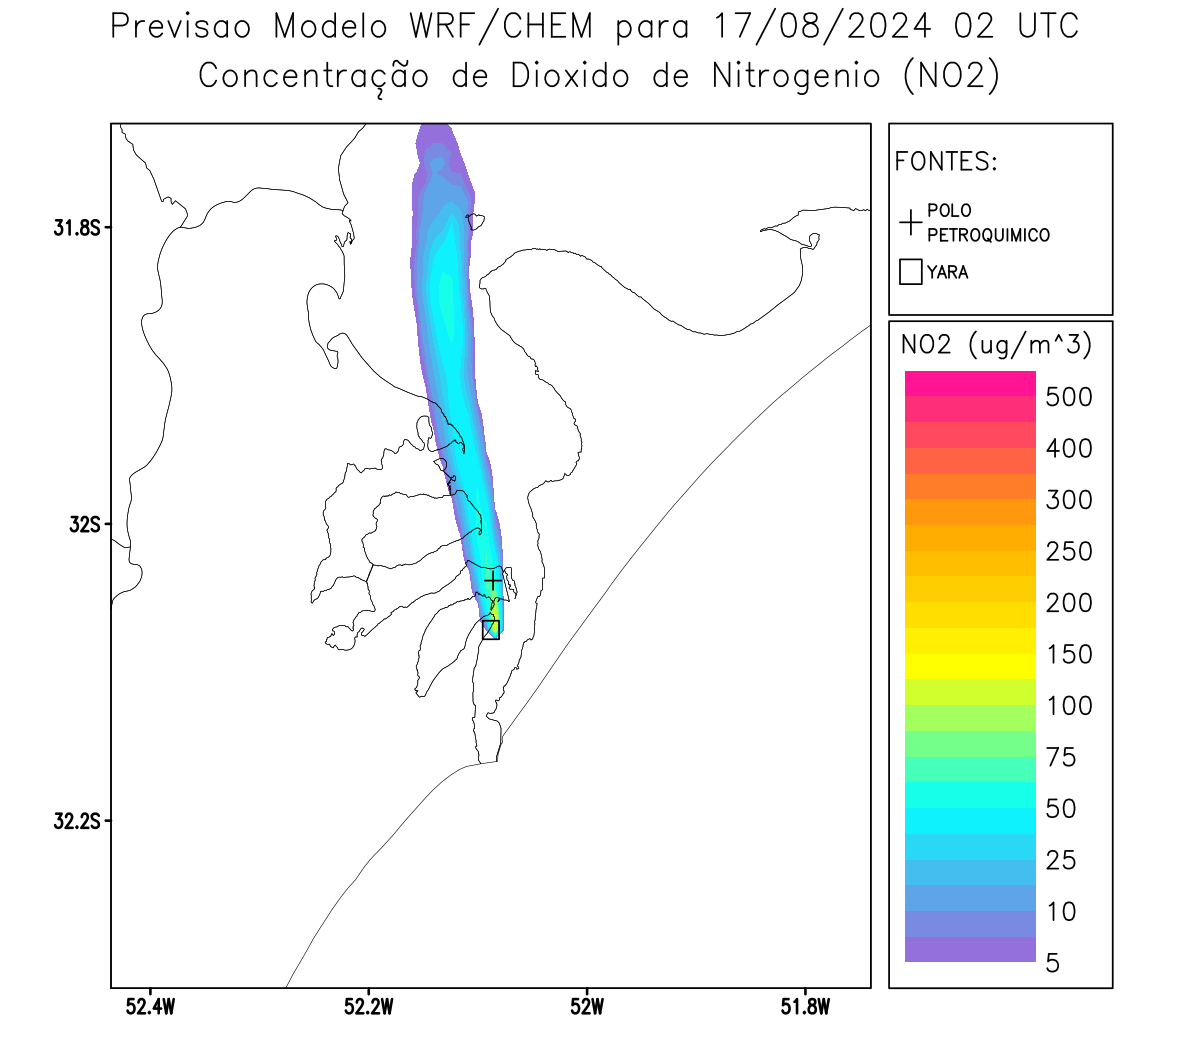 Previsao Modelo WRF/CHEM para 17/08/2024 02 UTC
Concentração de Dioxido de Nitrogenio (NO2)
FONTES:
POLO
PETROQUIMICO
YARA
31.8S
32S
32.2S
52.4W
52.2W
52W
51.8W
NO2 (ug/m^3)
500
400
300
250
200
150
100
75
50
25
10
5